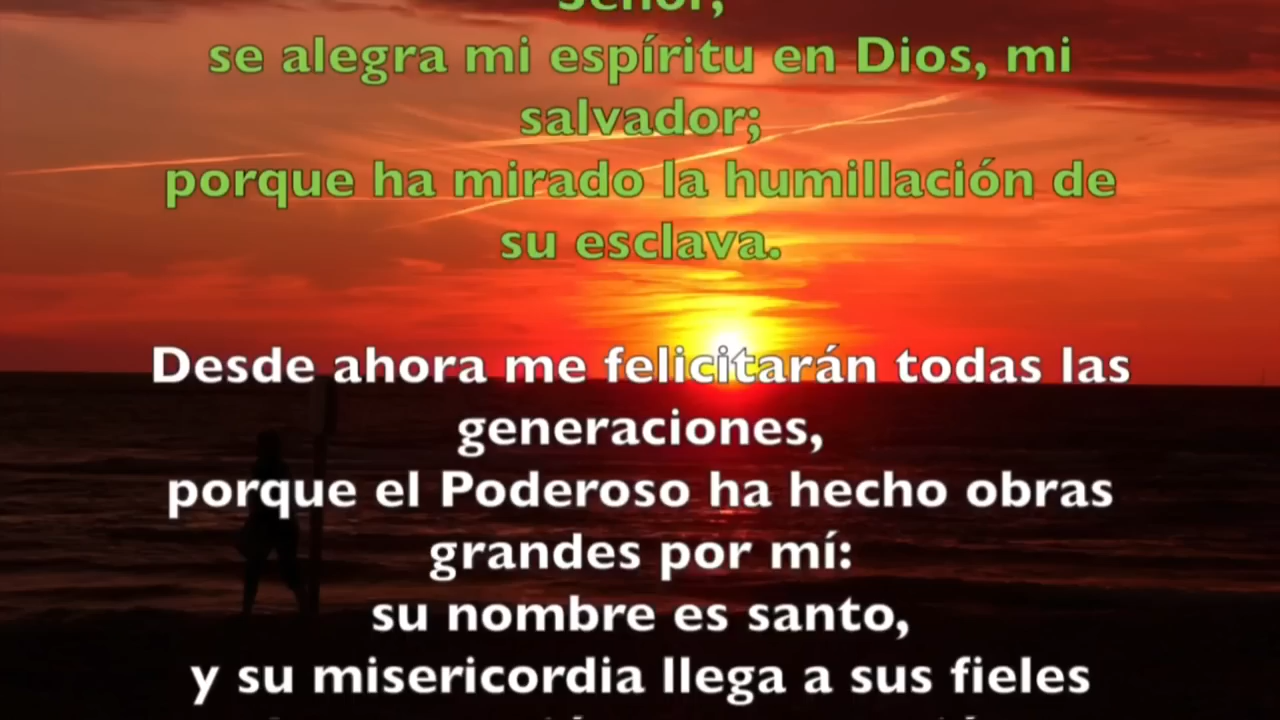 Señor,
se alegra mi espíritu en Dios, mi
salvador;
porque ha mirado la humillación de
su esclava.
Desde ahora me felicitarán todas las
generaciones,
porque el Poderoso ha hecho obras
grandes por mí:
su nombre es santo,
y su misericordia llega a sus fieles